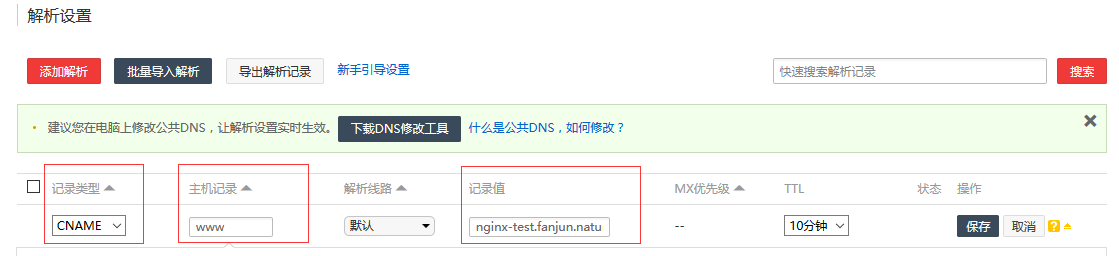 解析设置
添加解析 批量导入解析 导出解析记录 新手引导设置 快速搜索解析记录 搜索
建议您在电脑上修改公共DNS，让解析设置实时生效。 下载DNS修改工具 什么是公共DNS，如何修改？
记录类型 主机记录 解析线路 记录值 MX优先级 TTL 状态 操作
CNAME www 默认 nginx-test.fanjun.natu -- 10分钟 保存 取消 ?